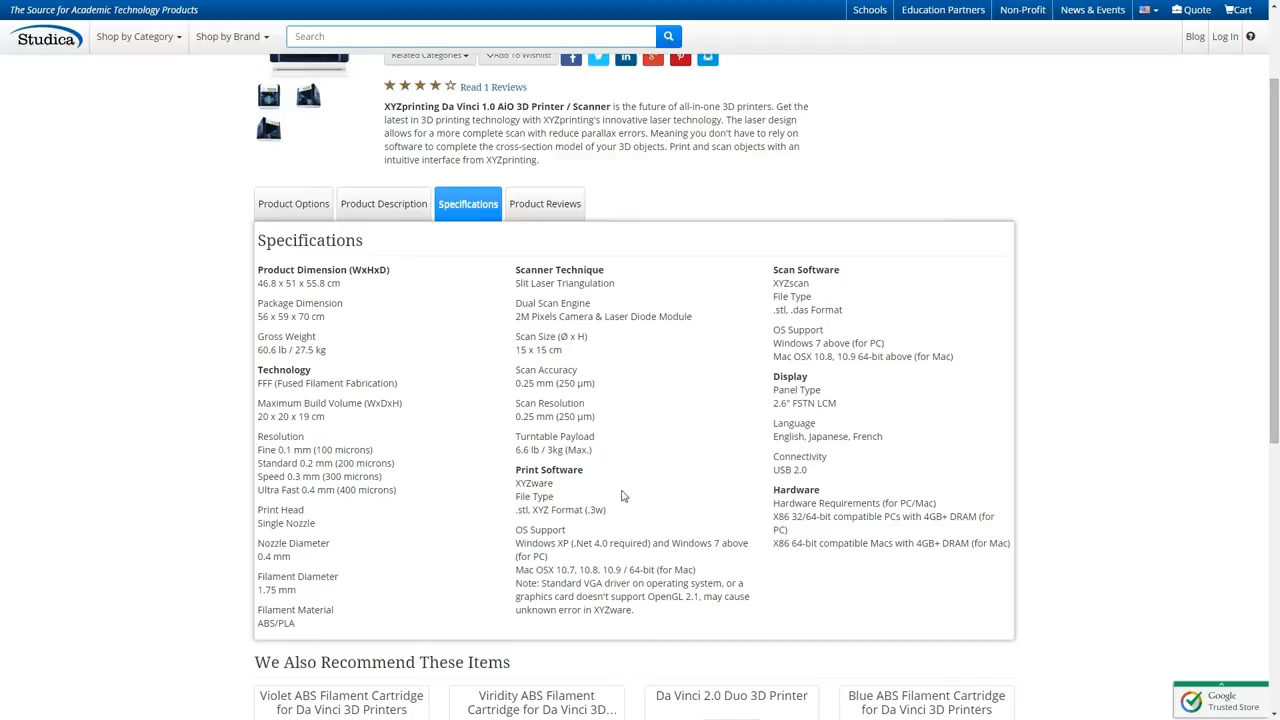 The Source for Academic Technology Products
Schools
Education Partners
Non-Profit
News & Events
Quote
Cart
Studica
Shop by Category
Shop by Brand
Search
Blog
Log In
Related Categories
Add To Wishlist
Read 1 Reviews
XYZprinting Da Vinci 1.0 AiO 3D Printer / Scanner is the future of all-in-one 3D printers. Get the
latest in 3D printing technology with XYZprinting's innovative laser technology. The laser design
allows for a more complete scan with reduce parallax errors. Meaning you don't have to rely on
software to complete the cross-section model of your 3D objects. Print and scan objects with an
intuitive interface from XYZprinting.
Product Options
Product Description
Specifications
Product Reviews
Specifications
Product Dimension (WxHxD)
46.8 x 51 x 55.8 cm
Package Dimension
56 x 59 x 70 cm
Gross Weight
60.6 lb / 27.5 kg
Technology
FFF (Fused Filament Fabrication)
Maximum Build Volume (WxDxH)
20 x 20 x 19 cm
Resolution
Fine 0.1 mm (100 microns)
Standard 0.2 mm (200 microns)
Speed 0.3 mm (300 microns)
Ultra Fast 0.4 mm (400 microns)
Print Head
Single Nozzle
Nozzle Diameter
0.4 mm
Filament Diameter
1.75 mm
Filament Material
ABS/PLA
Scanner Technique
Slit Laser Triangulation
Dual Scan Engine
2M Pixels Camera & Laser Diode Module
Scan Size (Ø x H)
15 x 15 cm
Scan Accuracy
0.25 mm (250 μm)
Scan Resolution
0.25 mm (250 μm)
Turntable Payload
6.6 lb / 3kg (Max.)
Print Software
XYZware
File Type
.stl, XYZ Format (.3w)
OS Support
Windows XP (.Net 4.0 required) and Windows 7 above
(for PC)
Mac OSX 10.7, 10.8, 10.9 / 64-bit (for Mac)
Note: Standard VGA driver on operating system, or a
graphics card doesn't support OpenGL 2.1, may cause
unknown error in XYZware.
Scan Software
XYZscan
File Type
.stl, .das Format
OS Support
Windows 7 above (for PC)
Mac OSX 10.8, 10.9 64-bit above (for Mac)
Display
Panel Type
2.6" FSTN LCM
Language
English, Japanese, French
Connectivity
USB 2.0
Hardware
Hardware Requirements (for PC/Mac)
X86 32/64-bit compatible PCs with 4GB+ DRAM (for
PC)
X86 64-bit compatible Macs with 4GB+ DRAM (for Mac)
We Also Recommend These Items
Violet ABS Filament Cartridge
for Da Vinci 3D Printers
Viridity ABS Filament
Cartridge for Da Vinci 3D...
Da Vinci 2.0 Duo 3D Printer
Blue ABS Filament Cartridge
for Da Vinci 3D Printers
Google
Trusted Store